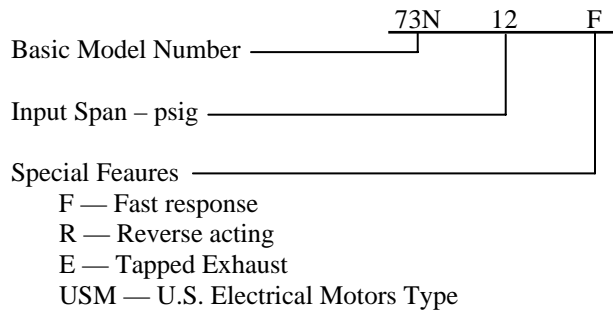 73N 12 F
Basic Model Number
Input Span – psig
Special Feaures
F — Fast response
R — Reverse acting
E — Tapped Exhaust
USM — U.S. Electrical Motors Type